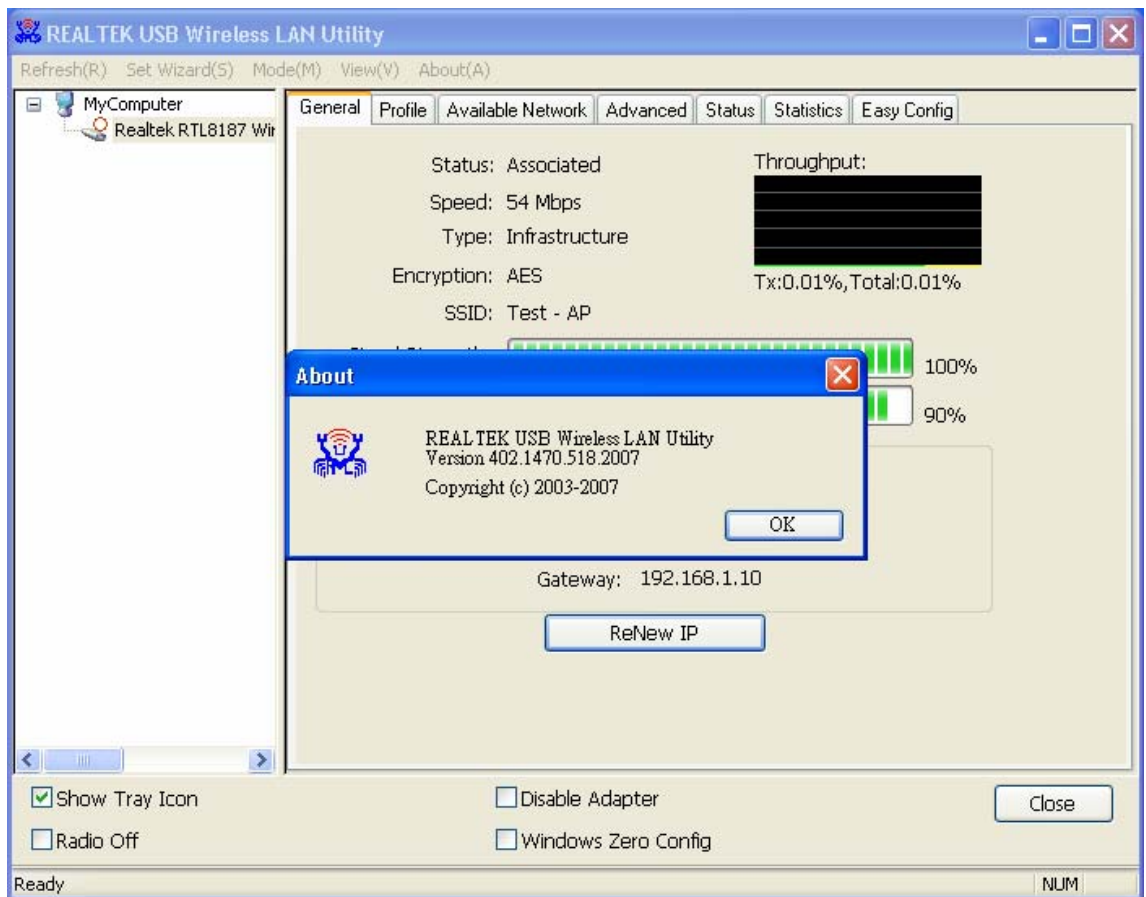 REALTEK USB Wireless LAN Utility
Refresh(R) Set Wizard(S) Mode(M) View(V) About(A)
MyComputer
Realtek RTL8187 Wir
General Profile Available Network Advanced Status Statistics Easy Config
Status: Associated
Speed: 54 Mbps
Type: Infrastructure
Encryption: AES
SSID: Test - AP
Throughput:
Tx:0.01%,Total:0.01%
100%
90%
About
REALTEK USB Wireless LAN Utility
Version 402.1470.518.2007
Copyright (c) 2003-2007
OK
Gateway: 192.168.1.10
ReNew IP
Show Tray Icon
Radio Off
Disable Adapter
Windows Zero Config
Close
Ready
NUM